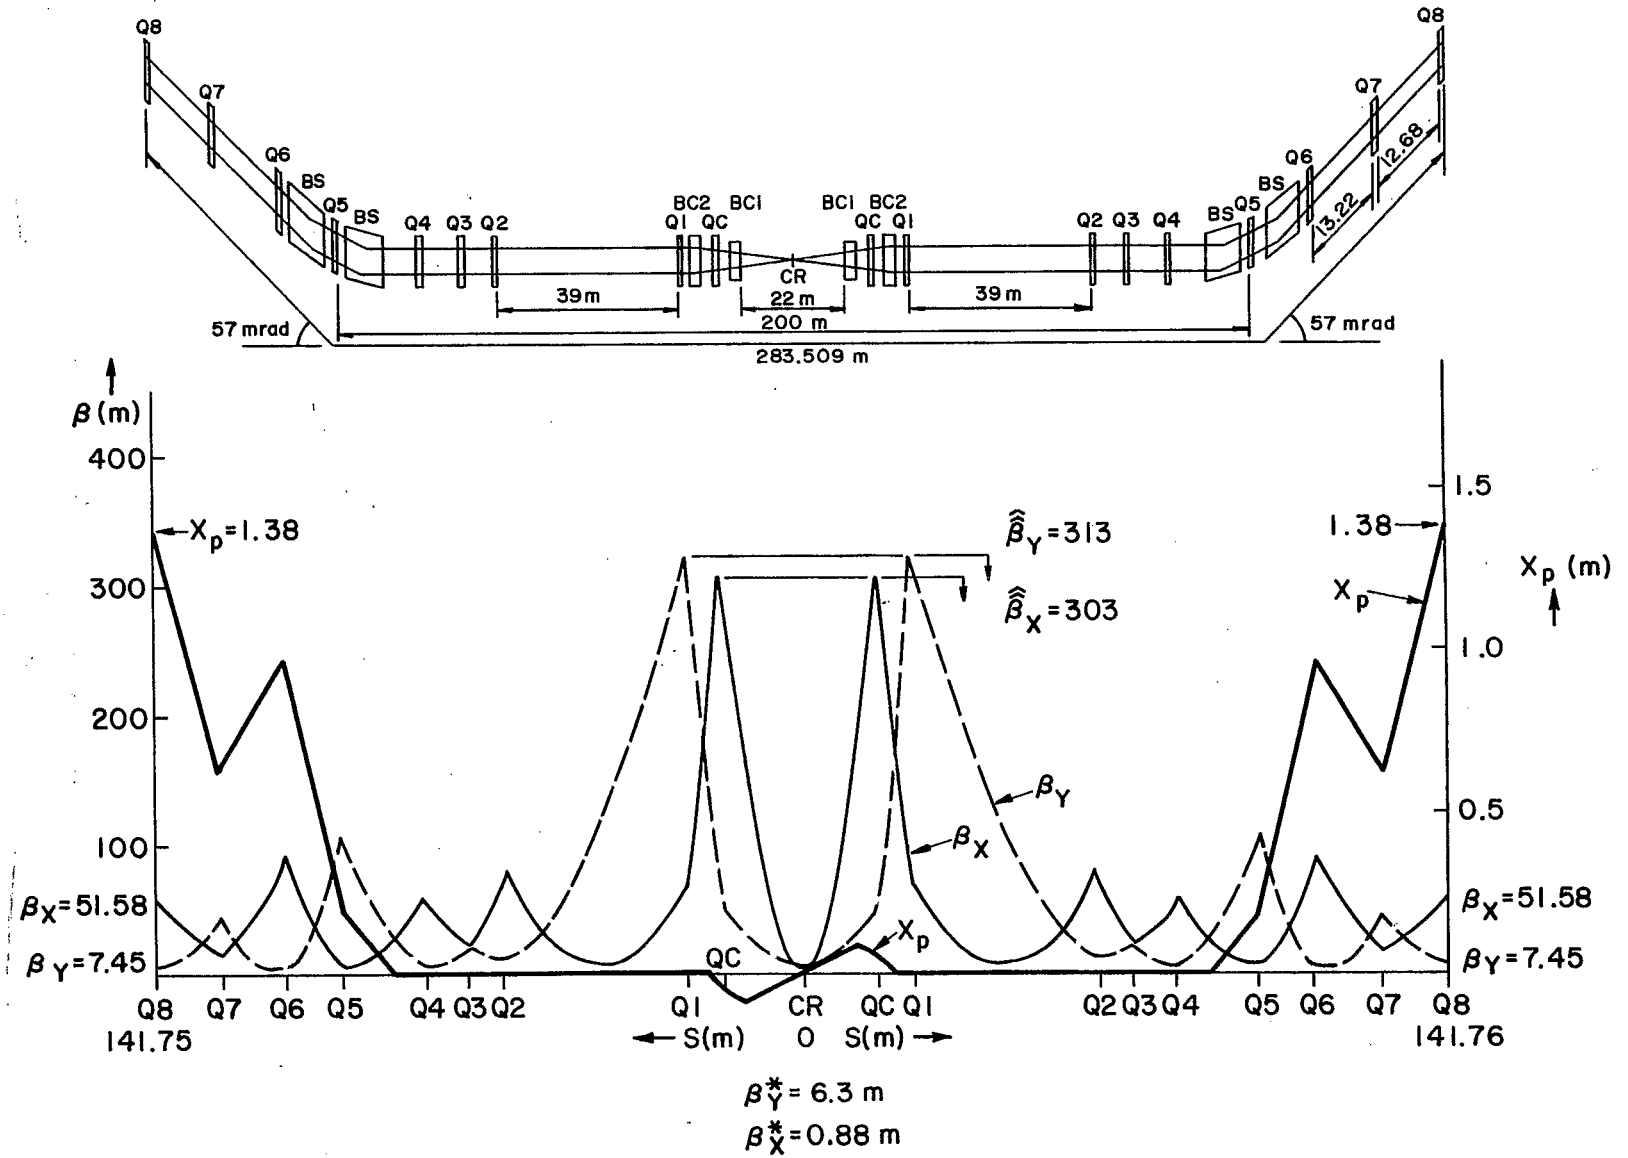 Q8 Q8
Q7 Q7
Q6 BS Q5 BS Q4 Q3 Q2 Q1 BC2 QC BC1 BC1 QC BC2 Q1 Q2 Q3 Q4 BS Q5 BS Q6
CR
12.68
13.22
39m 22 m 39m
200 m
57 mrad 57 mrad
283.509 m
β(m)
400
300
200
100
Xp=1.38
β̂Y=313
β̂X=303
1.38
Xp
Xp (m)
1.5
1.0
0.5
βY
βX
Xp
QC
βX=51.58 βX=51.58
βY=7.45 βY=7.45
Q8 Q7 Q6 Q5 Q4 Q3 Q2 Q1 CR QC Q1 Q2 Q3 Q4 Q5 Q6 Q7 Q8
141.75 S(m) 0 S(m) 141.76
β*Y= 6.3 m
β*X=0.88 m